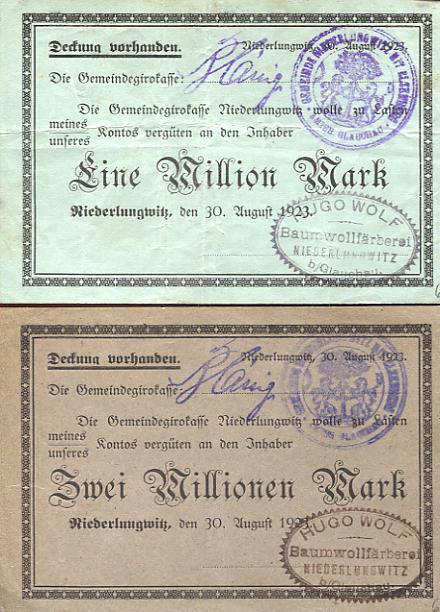 Deckung vorhanden.
Niederlungwitz, 30. August 1923.
Die Gemeindegirokasse:
Die Gemeindegirokasse Niederlungwitz wolle zu Lasten
meines
unseres Kontos vergüten an den Inhaber
Eine Million Mark
Niederlungwitz, den 30. August 1923.
HUGO WOLF
Baumwollfärberei
NIEDERLUNGWITZ
b/Glauchau.
Deckung vorhanden.
Niederlungwitz, 30. August 1923.
Die Gemeindegirokasse:
Die Gemeindegirokasse Niederlungwitz wolle zu Lasten
meines
unseres Kontos vergüten an den Inhaber
Zwei Millionen Mark
Niederlungwitz, den 30. August 192
HUGO WOLF
Baumwollfärberei
NIEDERLUNGWITZ
b/Glauchau.